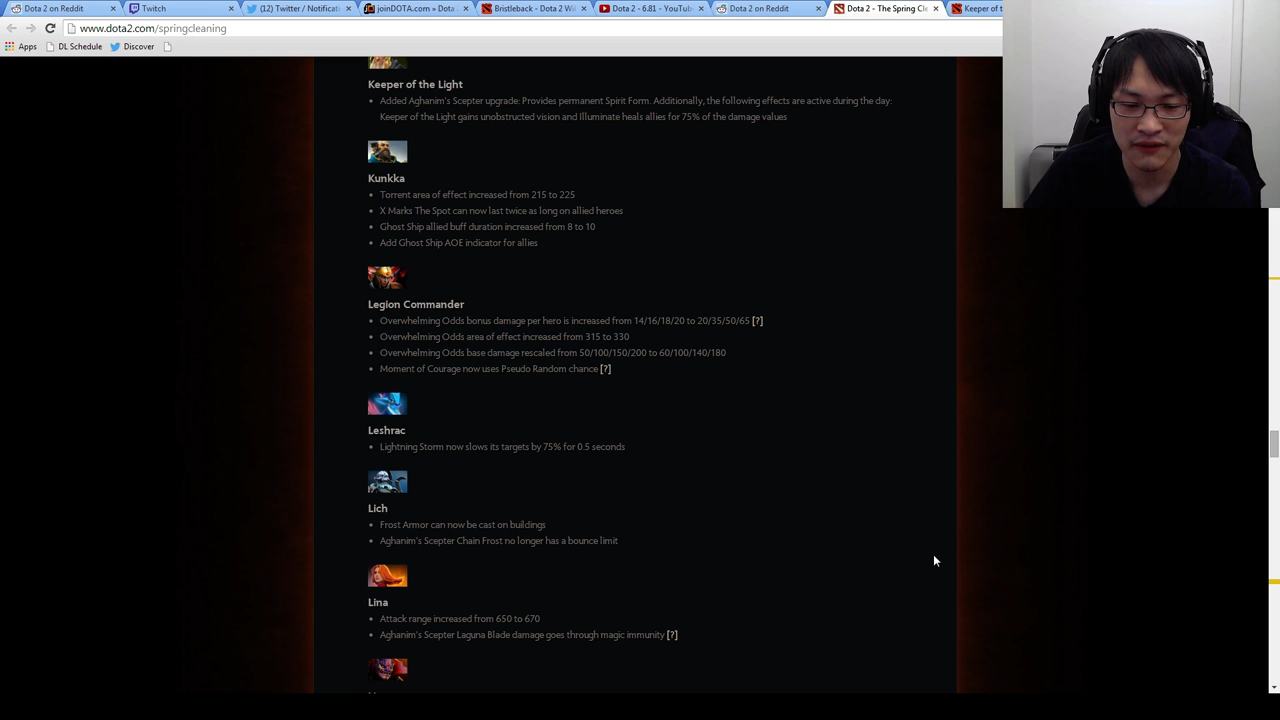 Dota 2 on Reddit
Twitch
(12) Twitter / Notificati
joinDOTA.com » Dota
Bristleback - Dota 2 Wi
Dota 2 - 6.81 - YouTub
Dota 2 on Reddit
Dota 2 - The Spring Cle
Keeper of t
www.dota2.com/springcleaning
Apps
DL Schedule
Discover
Keeper of the Light
Added Aghanim's Scepter upgrade: Provides permanent Spirit Form. Additionally, the following effects are active during the day:
Keeper of the Light gains unobstructed vision and Illuminate heals allies for 75% of the damage values
Kunkka
Torrent area of effect increased from 215 to 225
X Marks The Spot can now last twice as long on allied heroes
Ghost Ship allied buff duration increased from 8 to 10
Add Ghost Ship AOE indicator for allies
Legion Commander
Overwhelming Odds bonus damage per hero is increased from 14/16/18/20 to 20/35/50/65 [?]
Overwhelming Odds area of effect increased from 315 to 330
Overwhelming Odds base damage rescaled from 50/100/150/200 to 60/100/140/180
Moment of Courage now uses Pseudo Random chance [?]
Leshrac
Lightning Storm now slows its targets by 75% for 0.5 seconds
Lich
Frost Armor can now be cast on buildings
Aghanim's Scepter Chain Frost no longer has a bounce limit
Lina
Attack range increased from 650 to 670
Aghanim's Scepter Laguna Blade damage goes through magic immunity [?]